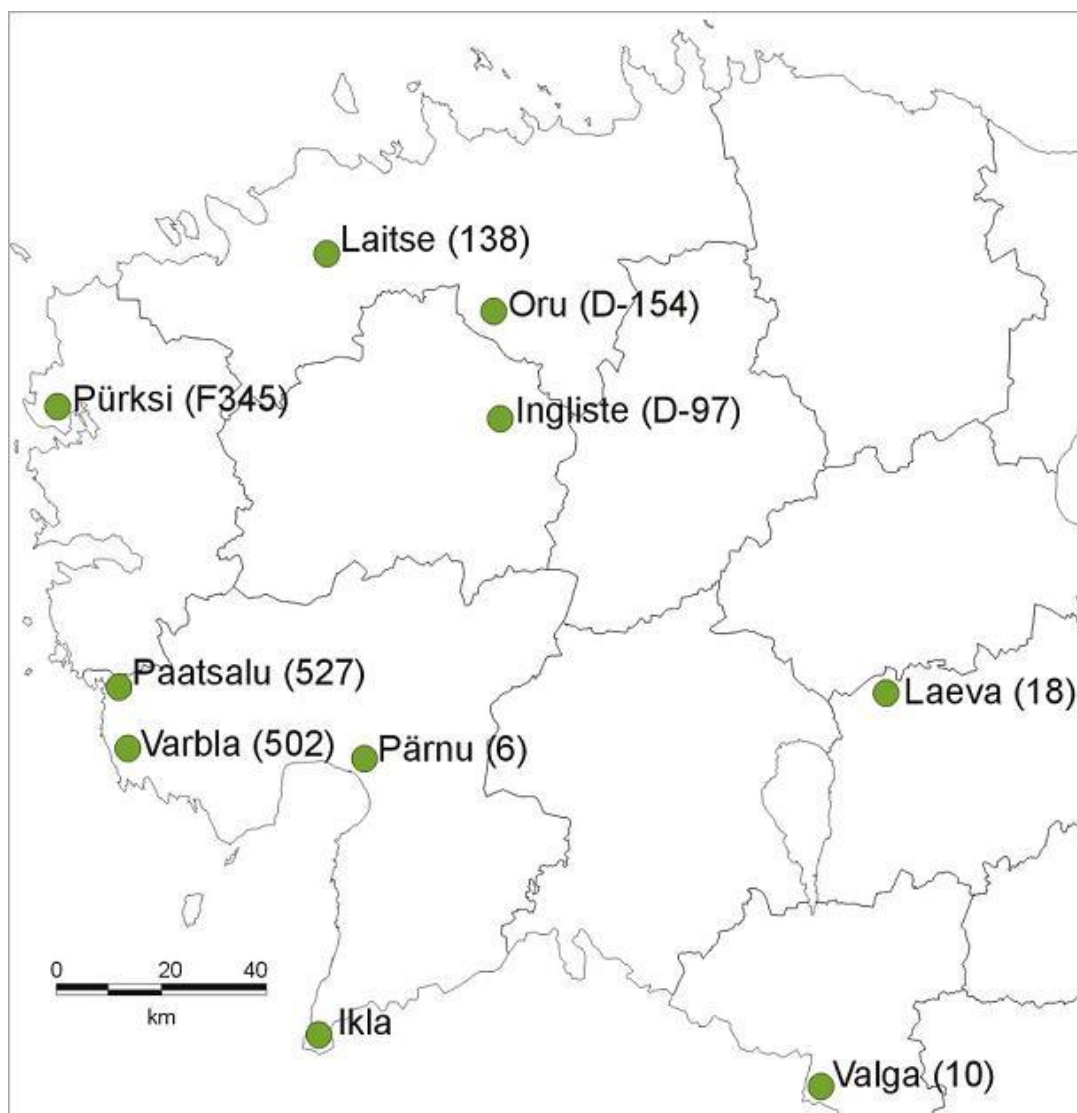 Laitse (138)
Oru (D-154)
Pürksi (F345)
Ingliste (D-97)
Paatsalu (527)
Laeva (18)
Varbla (502)
Pärnu (6)
0 20 40
km
Ikla
Valga (10)